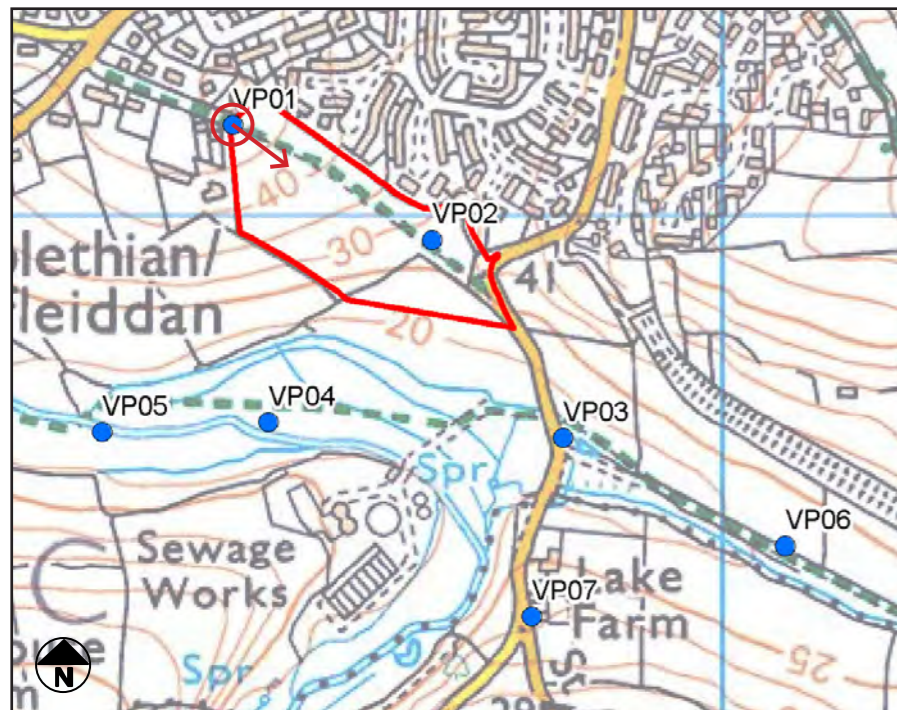 VP01
40
VP02
30
lethian/
41
leiddan
20
VP05
VP04
VP03
Spr
Sewage
Works
VP06
Lake
Farm
VP07
C
N
Spr
25